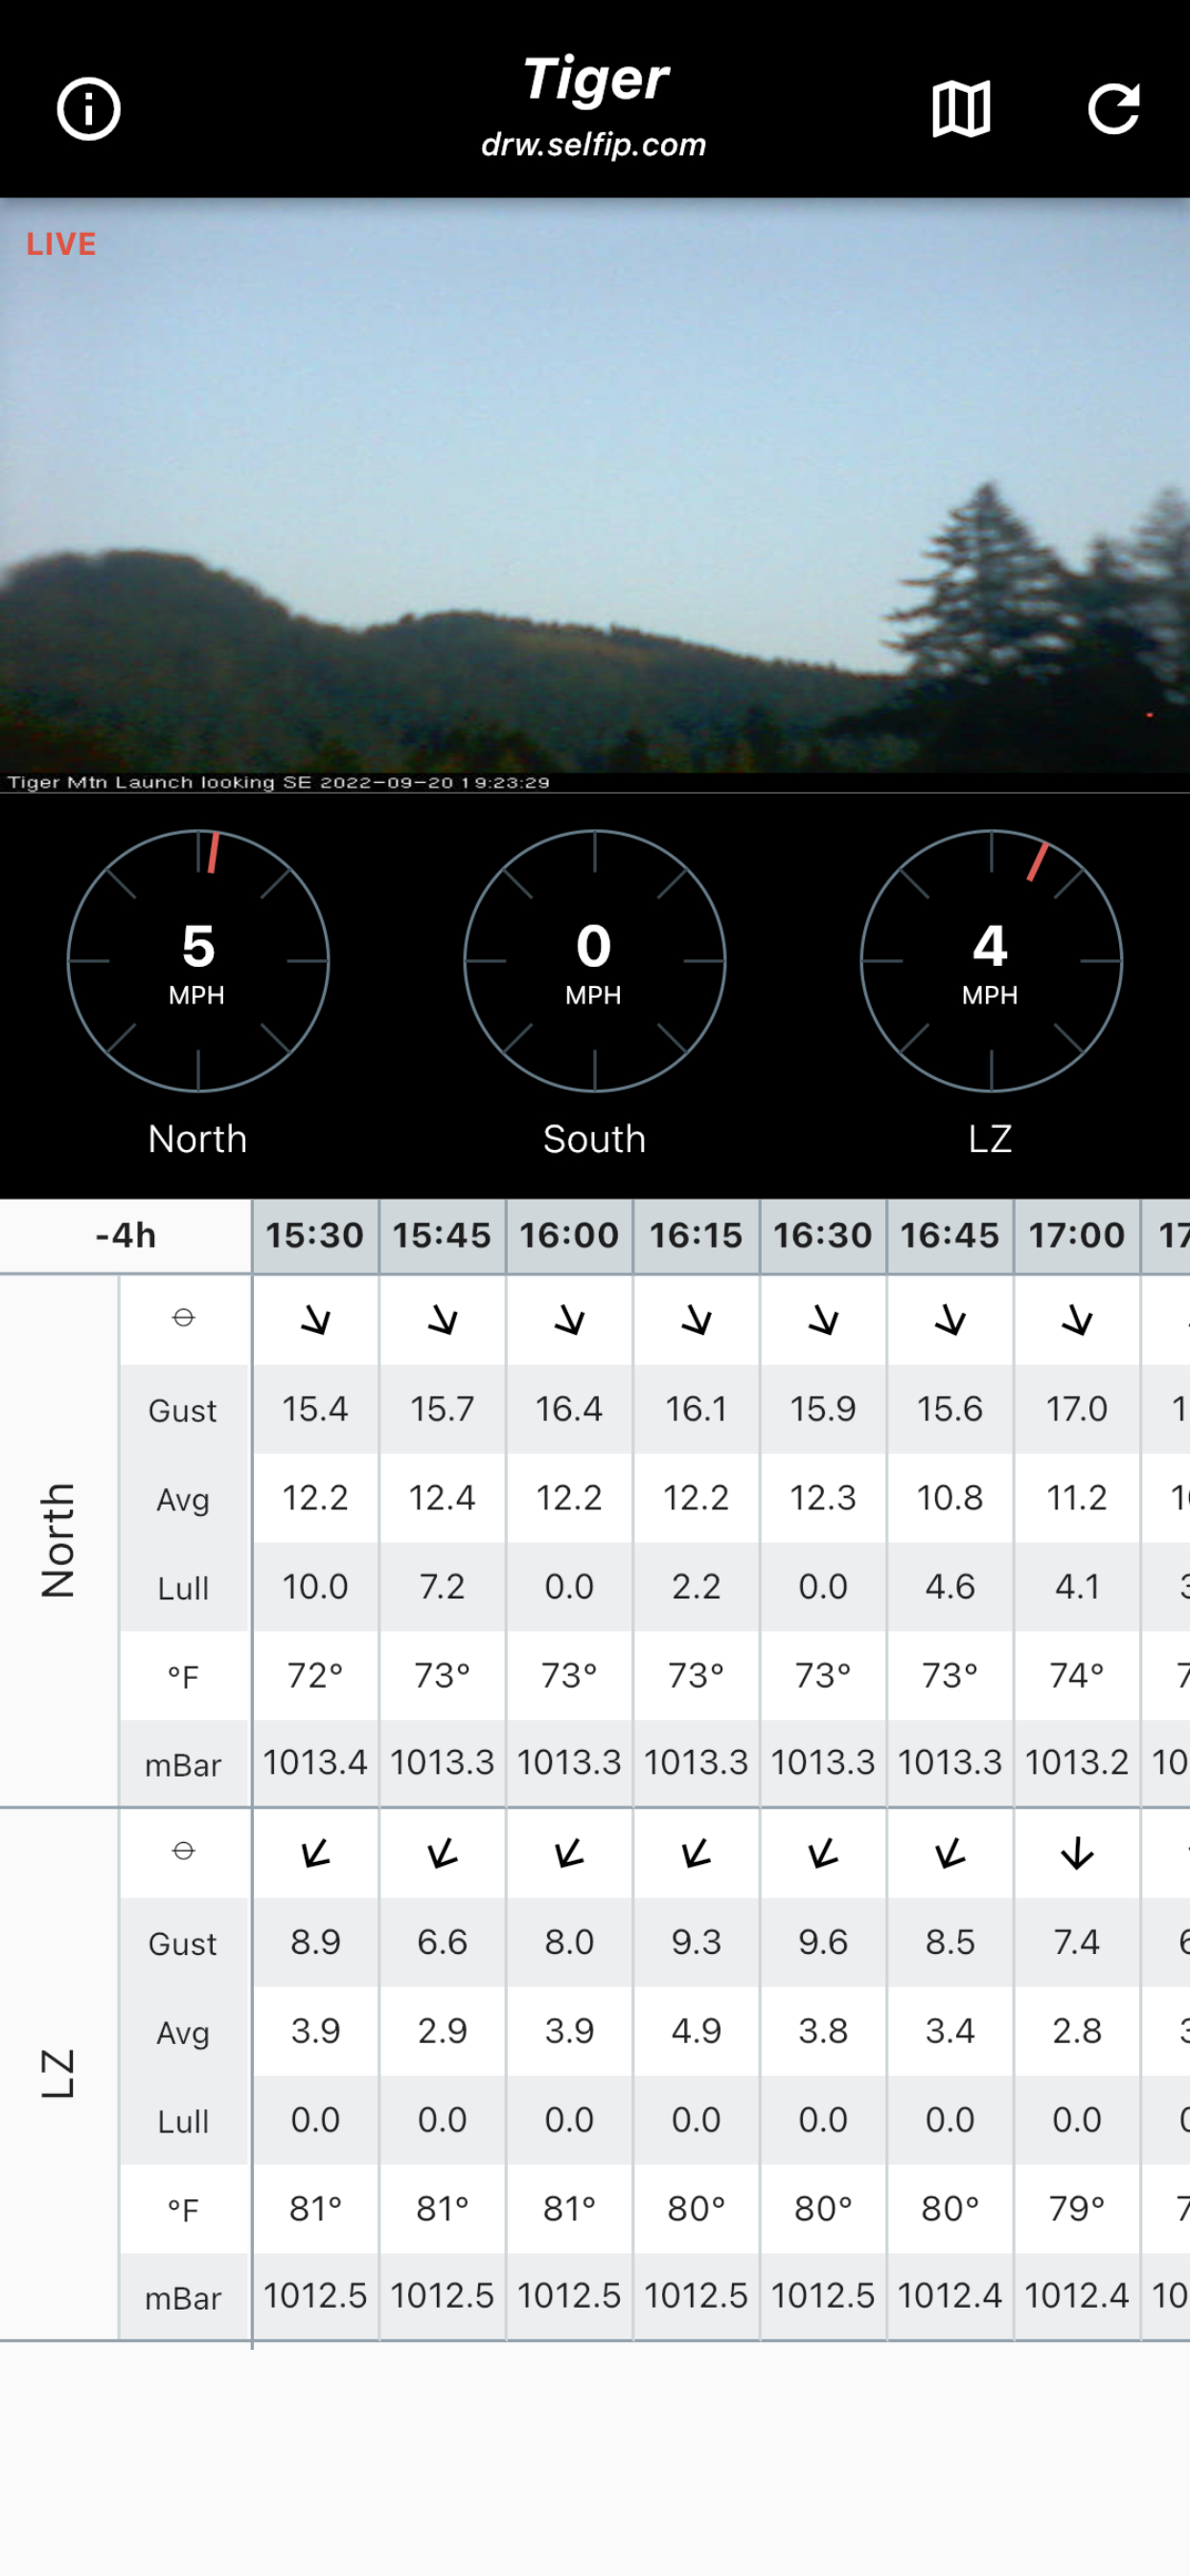 Tiger
drw.selfip.com
LIVE
Tiger Mtn Launch looking SE 2022-09-20 19:23:29
5 0 4
MPH MPH MPH
North South LZ
-4h 15:30 15:45 16:00 16:15 16:30 16:45 17:00 17
North
Gust 15.4 15.7 16.4 16.1 15.9 15.6 17.0 1
Avg 12.2 12.4 12.2 12.2 12.3 10.8 11.2 1
Lull 10.0 7.2 0.0 2.2 0.0 4.6 4.1 3
°F 72° 73° 73° 73° 73° 73° 74° 7
mBar 1013.4 1013.3 1013.3 1013.3 1013.3 1013.3 1013.2 10
LZ
Gust 8.9 6.6 8.0 9.3 9.6 8.5 7.4 6
Avg 3.9 2.9 3.9 4.9 3.8 3.4 2.8 3
Lull 0.0 0.0 0.0 0.0 0.0 0.0 0.0 0
°F 81° 81° 81° 80° 80° 80° 79° 7
mBar 1012.5 1012.5 1012.5 1012.5 1012.5 1012.4 1012.4 10